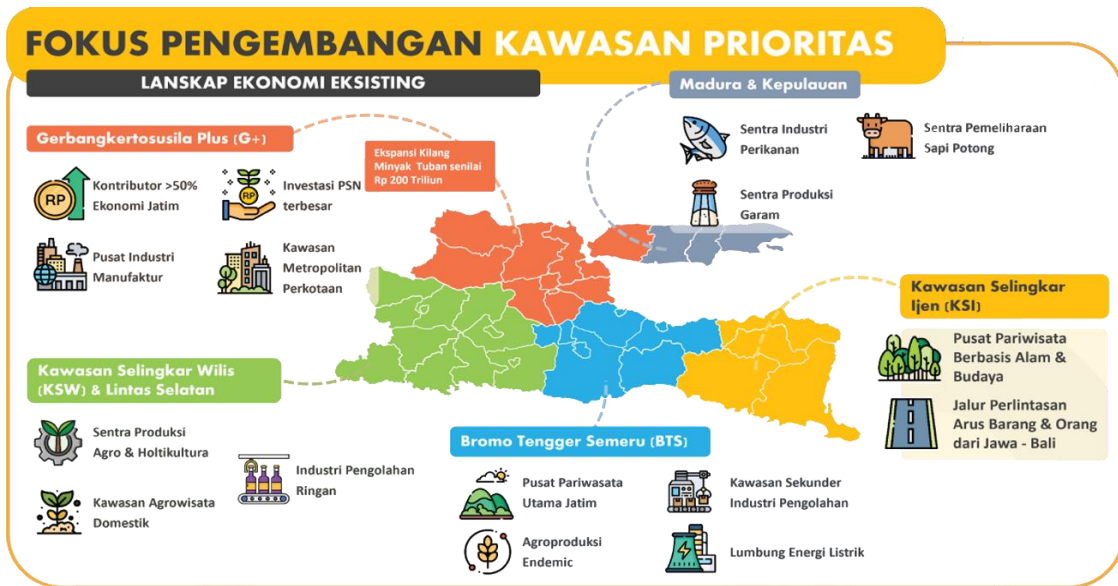 FOKUS PENGEMBANGAN KAWASAN PRIORITAS
LANSKAP EKONOMI EKSISTING
Gerbangkertosusila Plus (G+)
RP
Kontributor >50%
Ekonomi Jatim
RP
Investasi PSN
terbesar
Pusat Industri
Manufaktur
Kawasan
Metropolitan
Perkotaan
Ekspansi Kilang
Minyak Tuban senilai
Rp 200 Triliun
Madura & Kepulauan
Sentra Industri
Perikanan
Sentra Pemeliharaan
Sapi Potong
Sentra Produksi
Garam
Kawasan Selingkar
Ijen (KSI)
Pusat Pariwisata
Berbasis Alam &
Budaya
Jalur Perlintasan
Arus Barang & Orang
dari Jawa - Bali
Kawasan Selingkar Wilis
(KSW) & Lintas Selatan
Sentra Produksi
Agro & Holtikultura
Industri Pengolahan
Ringan
Kawasan Agrowisata
Domestik
Bromo Tengger Semeru (BTS)
Pusat Pariwasata
Utama Jatim
Kawasan Sekunder
Industri Pengolahan
Agroproduksi
Endemic
Lumbung Energi Listrik